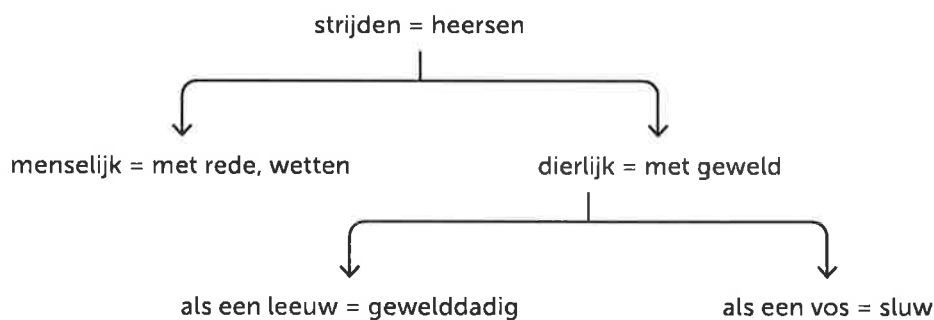 strijden = heersen
menselijk = met rede, wetten
dierlijk = met geweld
als een leeuw = gewelddadig
als een vos = sluw